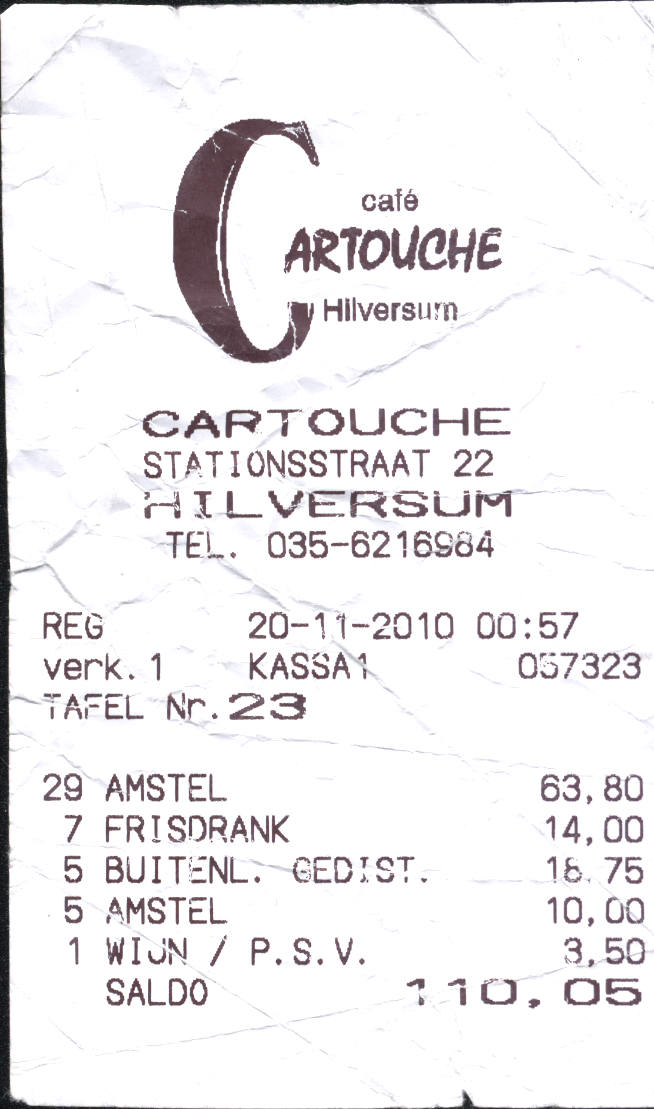 café
CARTOUCHE
Hilversum
CARTOUCHE
STATIONSSTRAAT 22
HILVERSUM
TEL. 035-6216984
REG 20-11-2010 00:57
verk.1 KASSA1 057323
TAFEL Nr.23
29 AMSTEL 63,80
7 FRISDRANK 14,00
5 BUITENL. GEDIST. 18,75
5 AMSTEL 10,00
1 WIJN / P.S.V. 3,50
SALDO 110,05